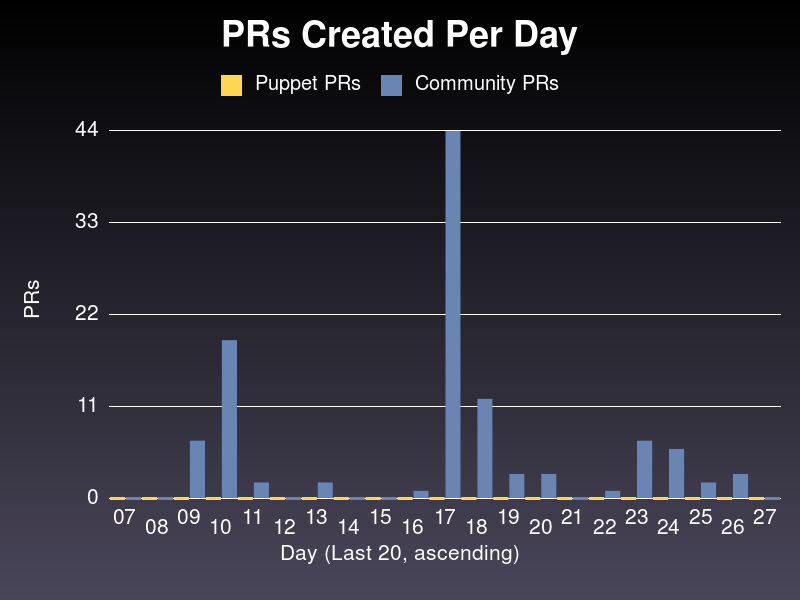 PRs Created Per Day
Puppet PRs Community PRs
44
33
22
11
0
PRs
07 08 09 10 11 12 13 14 15 16 17 18 19 20 21 22 23 24 25 26 27
Day (Last 20, ascending)